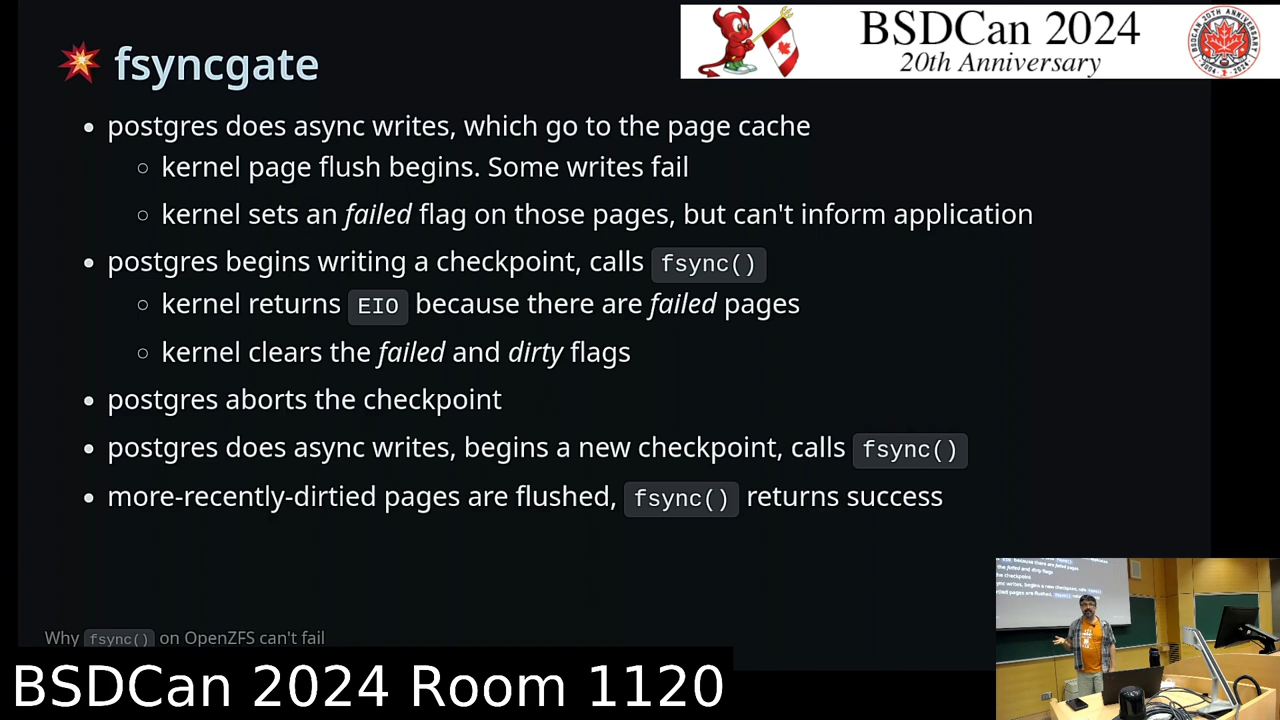 BSDCan 2024
20th Anniversary
💥 fsyncgate
• postgres does async writes, which go to the page cache
○ kernel page flush begins. Some writes fail
○ kernel sets an failed flag on those pages, but can't inform application
• postgres begins writing a checkpoint, calls fsync()
○ kernel returns EIO because there are failed pages
○ kernel clears the failed and dirty flags
• postgres aborts the checkpoint
• postgres does async writes, begins a new checkpoint, calls fsync()
• more-recently-dirtied pages are flushed, fsync() returns success
Why fsync() on OpenZFS can't fail
BSDCan 2024 Room 1120